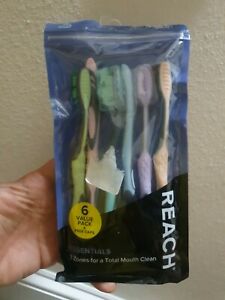 REACH
6
VALUE
PACK
ESSENTIALS
Zones for a Total Mouth Clean